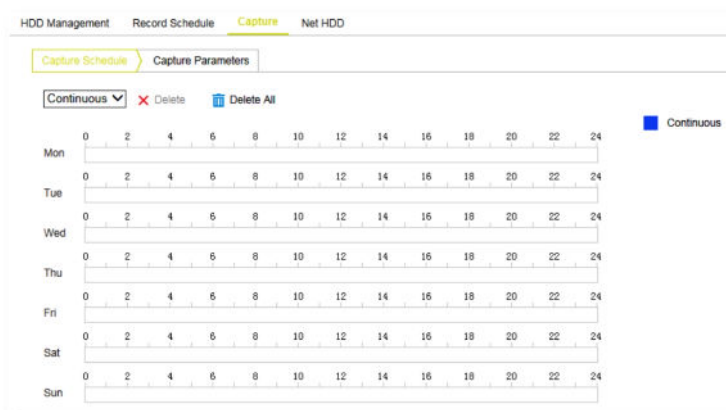 HDD Management Record Schedule Capture Net HDD
Capture Schedule Capture Parameters
Continuous Delete Delete All
Continuous
0 2 4 6 8 10 12 14 16 18 20 22 24
Mon
0 2 4 6 8 10 12 14 16 18 20 22 24
Tue
0 2 4 6 8 10 12 14 16 18 20 22 24
Wed
0 2 4 6 8 10 12 14 16 18 20 22 24
Thu
0 2 4 6 8 10 12 14 16 18 20 22 24
Fri
0 2 4 6 8 10 12 14 16 18 20 22 24
Sat
0 2 4 6 8 10 12 14 16 18 20 22 24
Sun